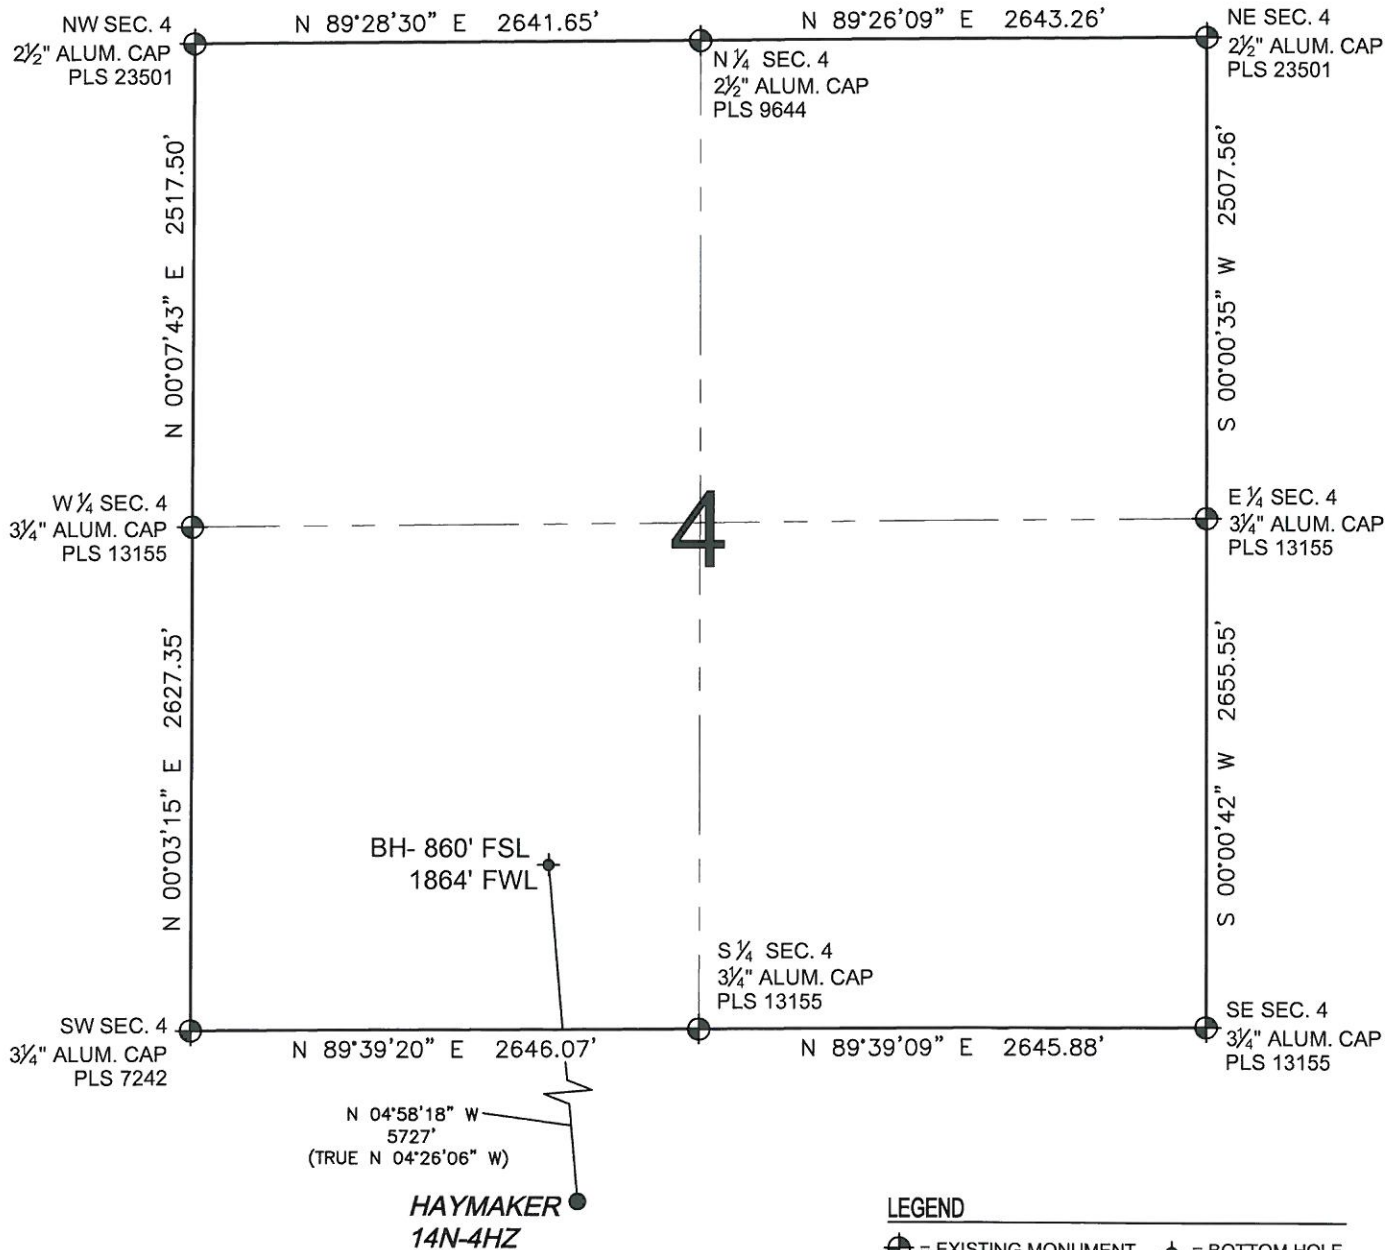 NW SEC. 4
2½" ALUM. CAP
PLS 23501
N 89°28'30" E 2641.65'
N 89°26'09" E 2643.26'
NE SEC. 4
2½" ALUM. CAP
PLS 23501
N ¼ SEC. 4
2½" ALUM. CAP
PLS 9644
N 00°07'43" E 2517.50'
S 00°00'35" W 2507.56'
W ¼ SEC. 4
3¼" ALUM. CAP
PLS 13155
4
E ¼ SEC. 4
3¼" ALUM. CAP
PLS 13155
N 00°03'15" E 2627.35'
S 00°00'42" W 2655.55'
BH- 860' FSL
1864' FWL
S ¼ SEC. 4
3¼" ALUM. CAP
PLS 13155
SW SEC. 4
3¼" ALUM. CAP
PLS 7242
N 89°39'20" E 2646.07'
N 89°39'09" E 2645.88'
SE SEC. 4
3¼" ALUM. CAP
PLS 13155
N 04°58'18" W
5727'
(TRUE N 04°26'06" W)
HAYMAKER
14N-4HZ
LEGEND
= EXISTING MONUMENT = BOTTOM HOLE